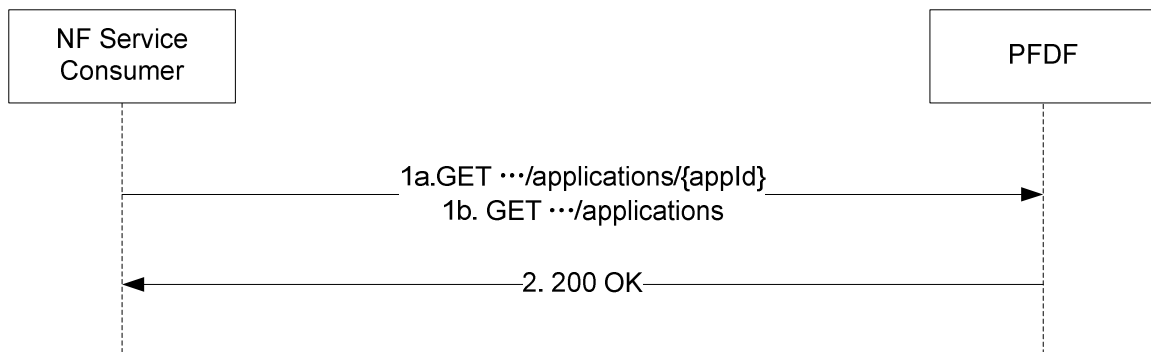 NF Service
Consumer
PFDF
1a.GET ···/applications/{appId}
1b. GET ···/applications
2. 200 OK